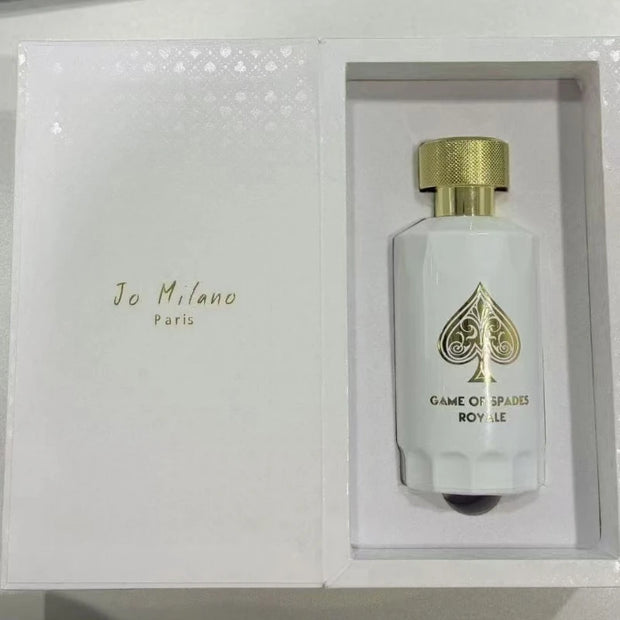 Jo Milano
Paris
GAME OF SPADES
ROYALE